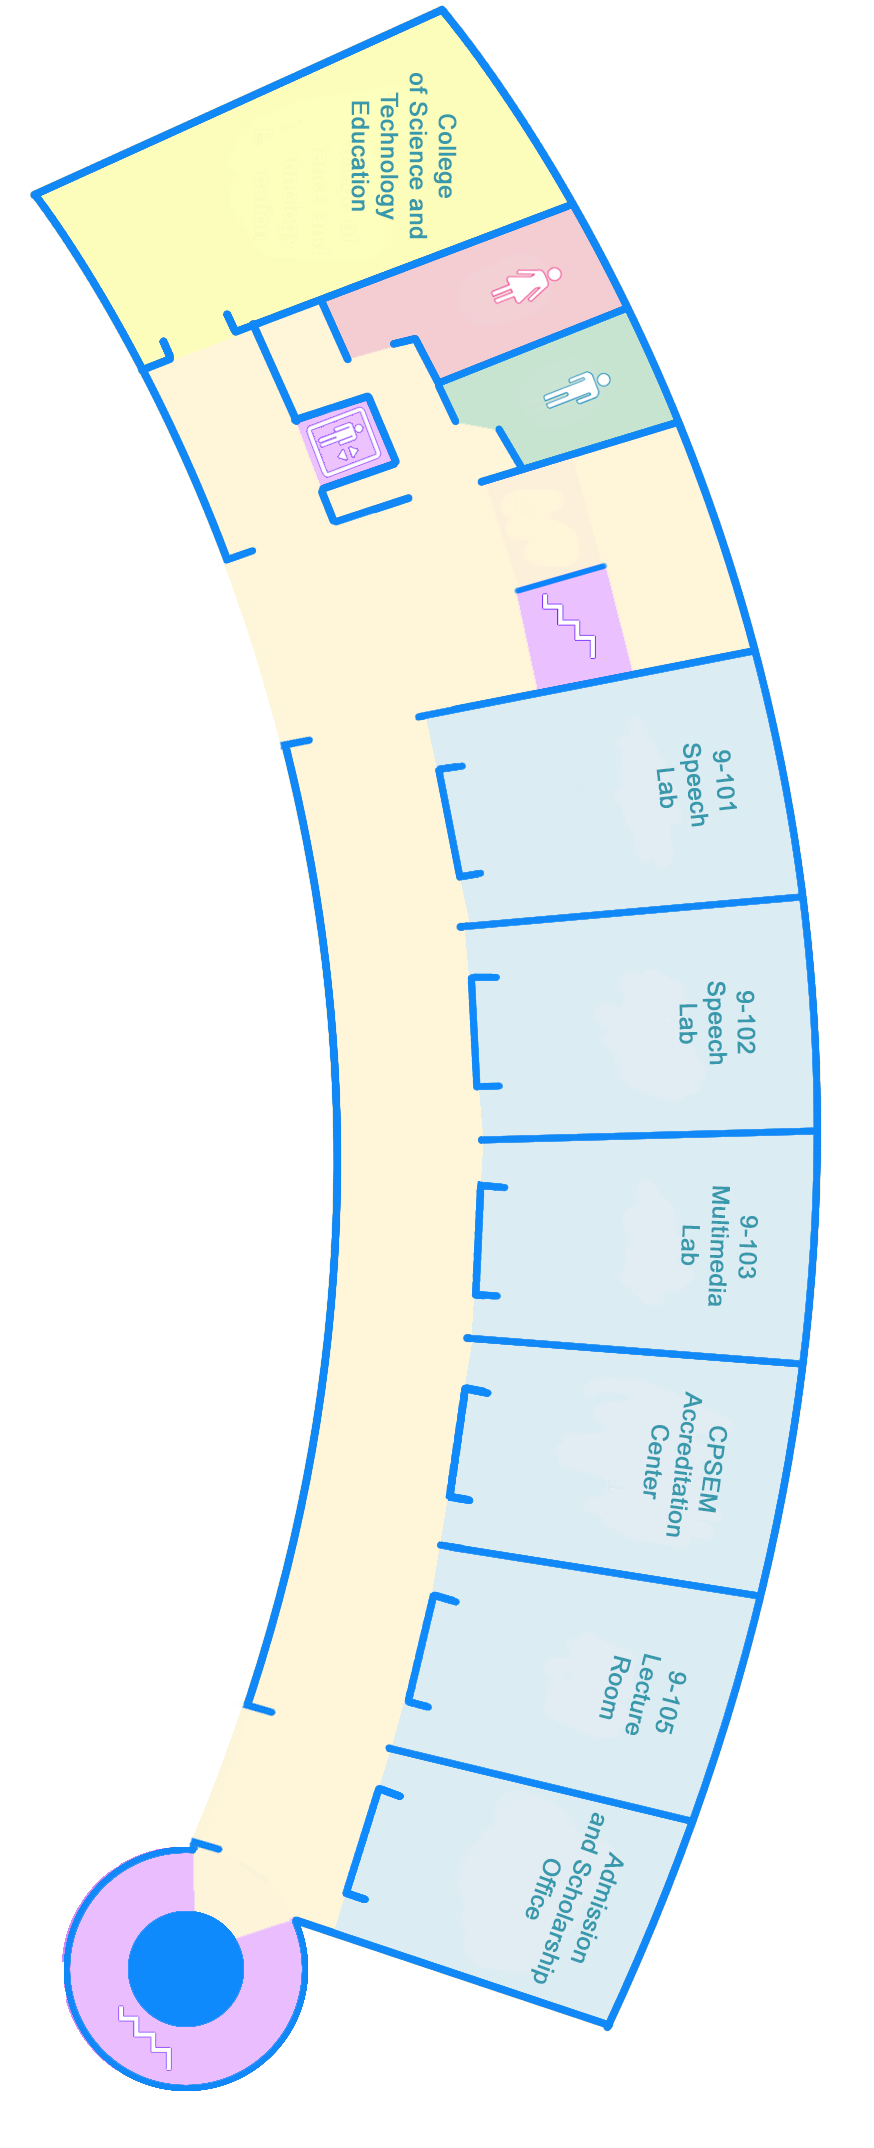 College
of Science and
Technology
Education
9-101
Speech
Lab
9-102
Speech
Lab
9-103
Multimedia
Lab
CPSEM
Accreditation
Center
9-105
Lecture
Room
Admission
and Scholarship
Office